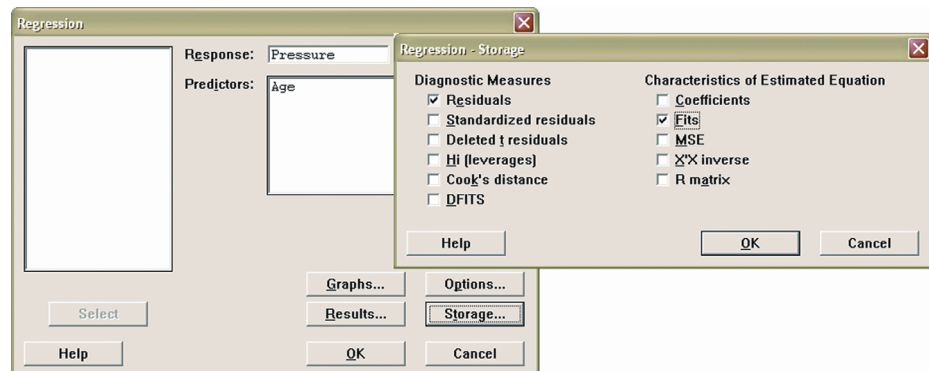 Regression
Response: Pressure
Predictors: Age
Select
Help
Graphs...
Options...
Results...
Storage...
OK
Cancel
Regression - Storage
Diagnostic Measures
Residuals
Standardized residuals
Deleted t residuals
Hi (leverages)
Cook's distance
DFITS
Characteristics of Estimated Equation
Coefficients
Fits
MSE
X'X inverse
R matrix
Help
OK
Cancel